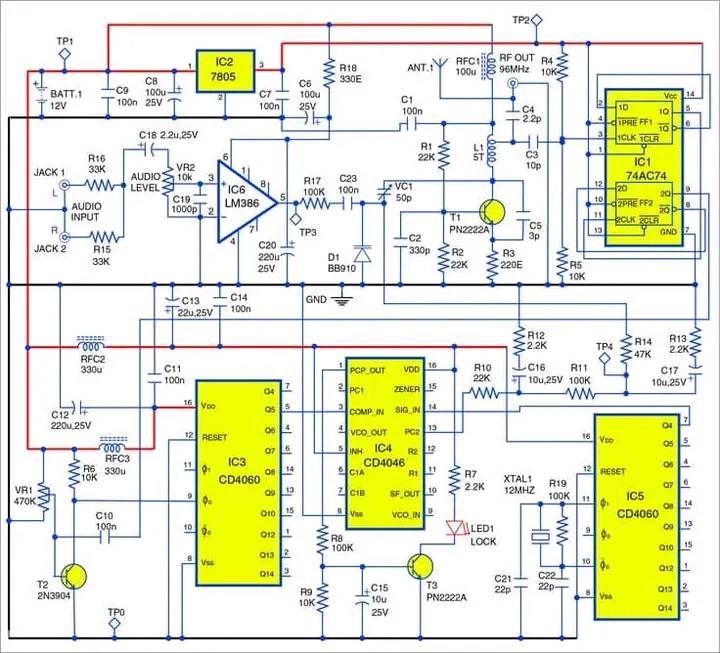 TP1
TP2
IC2
7805
1
3
2
BATT.1
12V
C9
100n
C8
100u
25V
C7
100n
C6
100u
25V
R18
330E
ANT.1
RFC1
100u
RF OUT
96MHz
R4
10K
C4
2.2p
C1
100n
L1
5T
C3
10p
R1
22K
VC1
50p
T1
PN2222A
C5
3p
C2
330p
R2
22K
R3
220E
R5
10K
Vcc
14
2
1D
1Q
5
4
1PRE
FF1
1Q
6
3
1CLK
1CLR
1
IC1
74AC74
12
2D
2Q
9
10
2PRE
FF2
2Q
8
11
2CLK
2CLR
13
GND
7
JACK 1
L
AUDIO
INPUT
R
JACK 2
R16
33K
R15
33K
C18 2.2u,25V
AUDIO
LEVEL
VR2
10k
C19
1000p
6
1
8
3
2
IC6
LM386
5
7
4
R17
100K
C23
100n
TP3
C20
220u
25V
D1
BB910
GND
C13
22u,25V
C14
100n
RFC2
330u
C11
100n
C12
220u,25V
RFC3
330u
VR1
470K
R6
10K
C10
100n
T2
2N3904
TP0
16
VDD
RESET
12
11
ϕ1
9
ϕ0
10
ϕ0
8
Vss
IC3
CD4060
Q4
7
Q5
5
Q6
4
Q7
6
Q8
14
Q9
13
Q10
15
Q12
1
Q13
2
Q14
3
1
PCP_OUT
VDD
16
2
PC1
ZENER
15
3
COMP_IN
SIG_IN
14
4
VCO_OUT
PC2
13
IC4
CD4046
5
INH
R2
12
6
C1A
R1
11
7
C1B
SF_OUT
10
8
Vss
VCO_IN
9
R12
2.2K
C16
10u,25V
R10
22K
R11
100K
TP4
R14
47K
R13
2.2K
C17
10u,25V
R7
2.2K
LED1
LOCK
R8
100K
R9
10K
C15
10u
25V
T3
PN2222A
XTAL1
12MHZ
R19
100K
C21
22p
C22
22p
16
VDD
12
RESET
11
ϕ1
9
ϕ0
10
ϕ0
8
Vss
IC5
CD4060
Q4
7
Q5
5
Q6
4
Q7
6
Q8
14
Q9
13
Q10
15
Q12
1
Q13
2
Q14
3